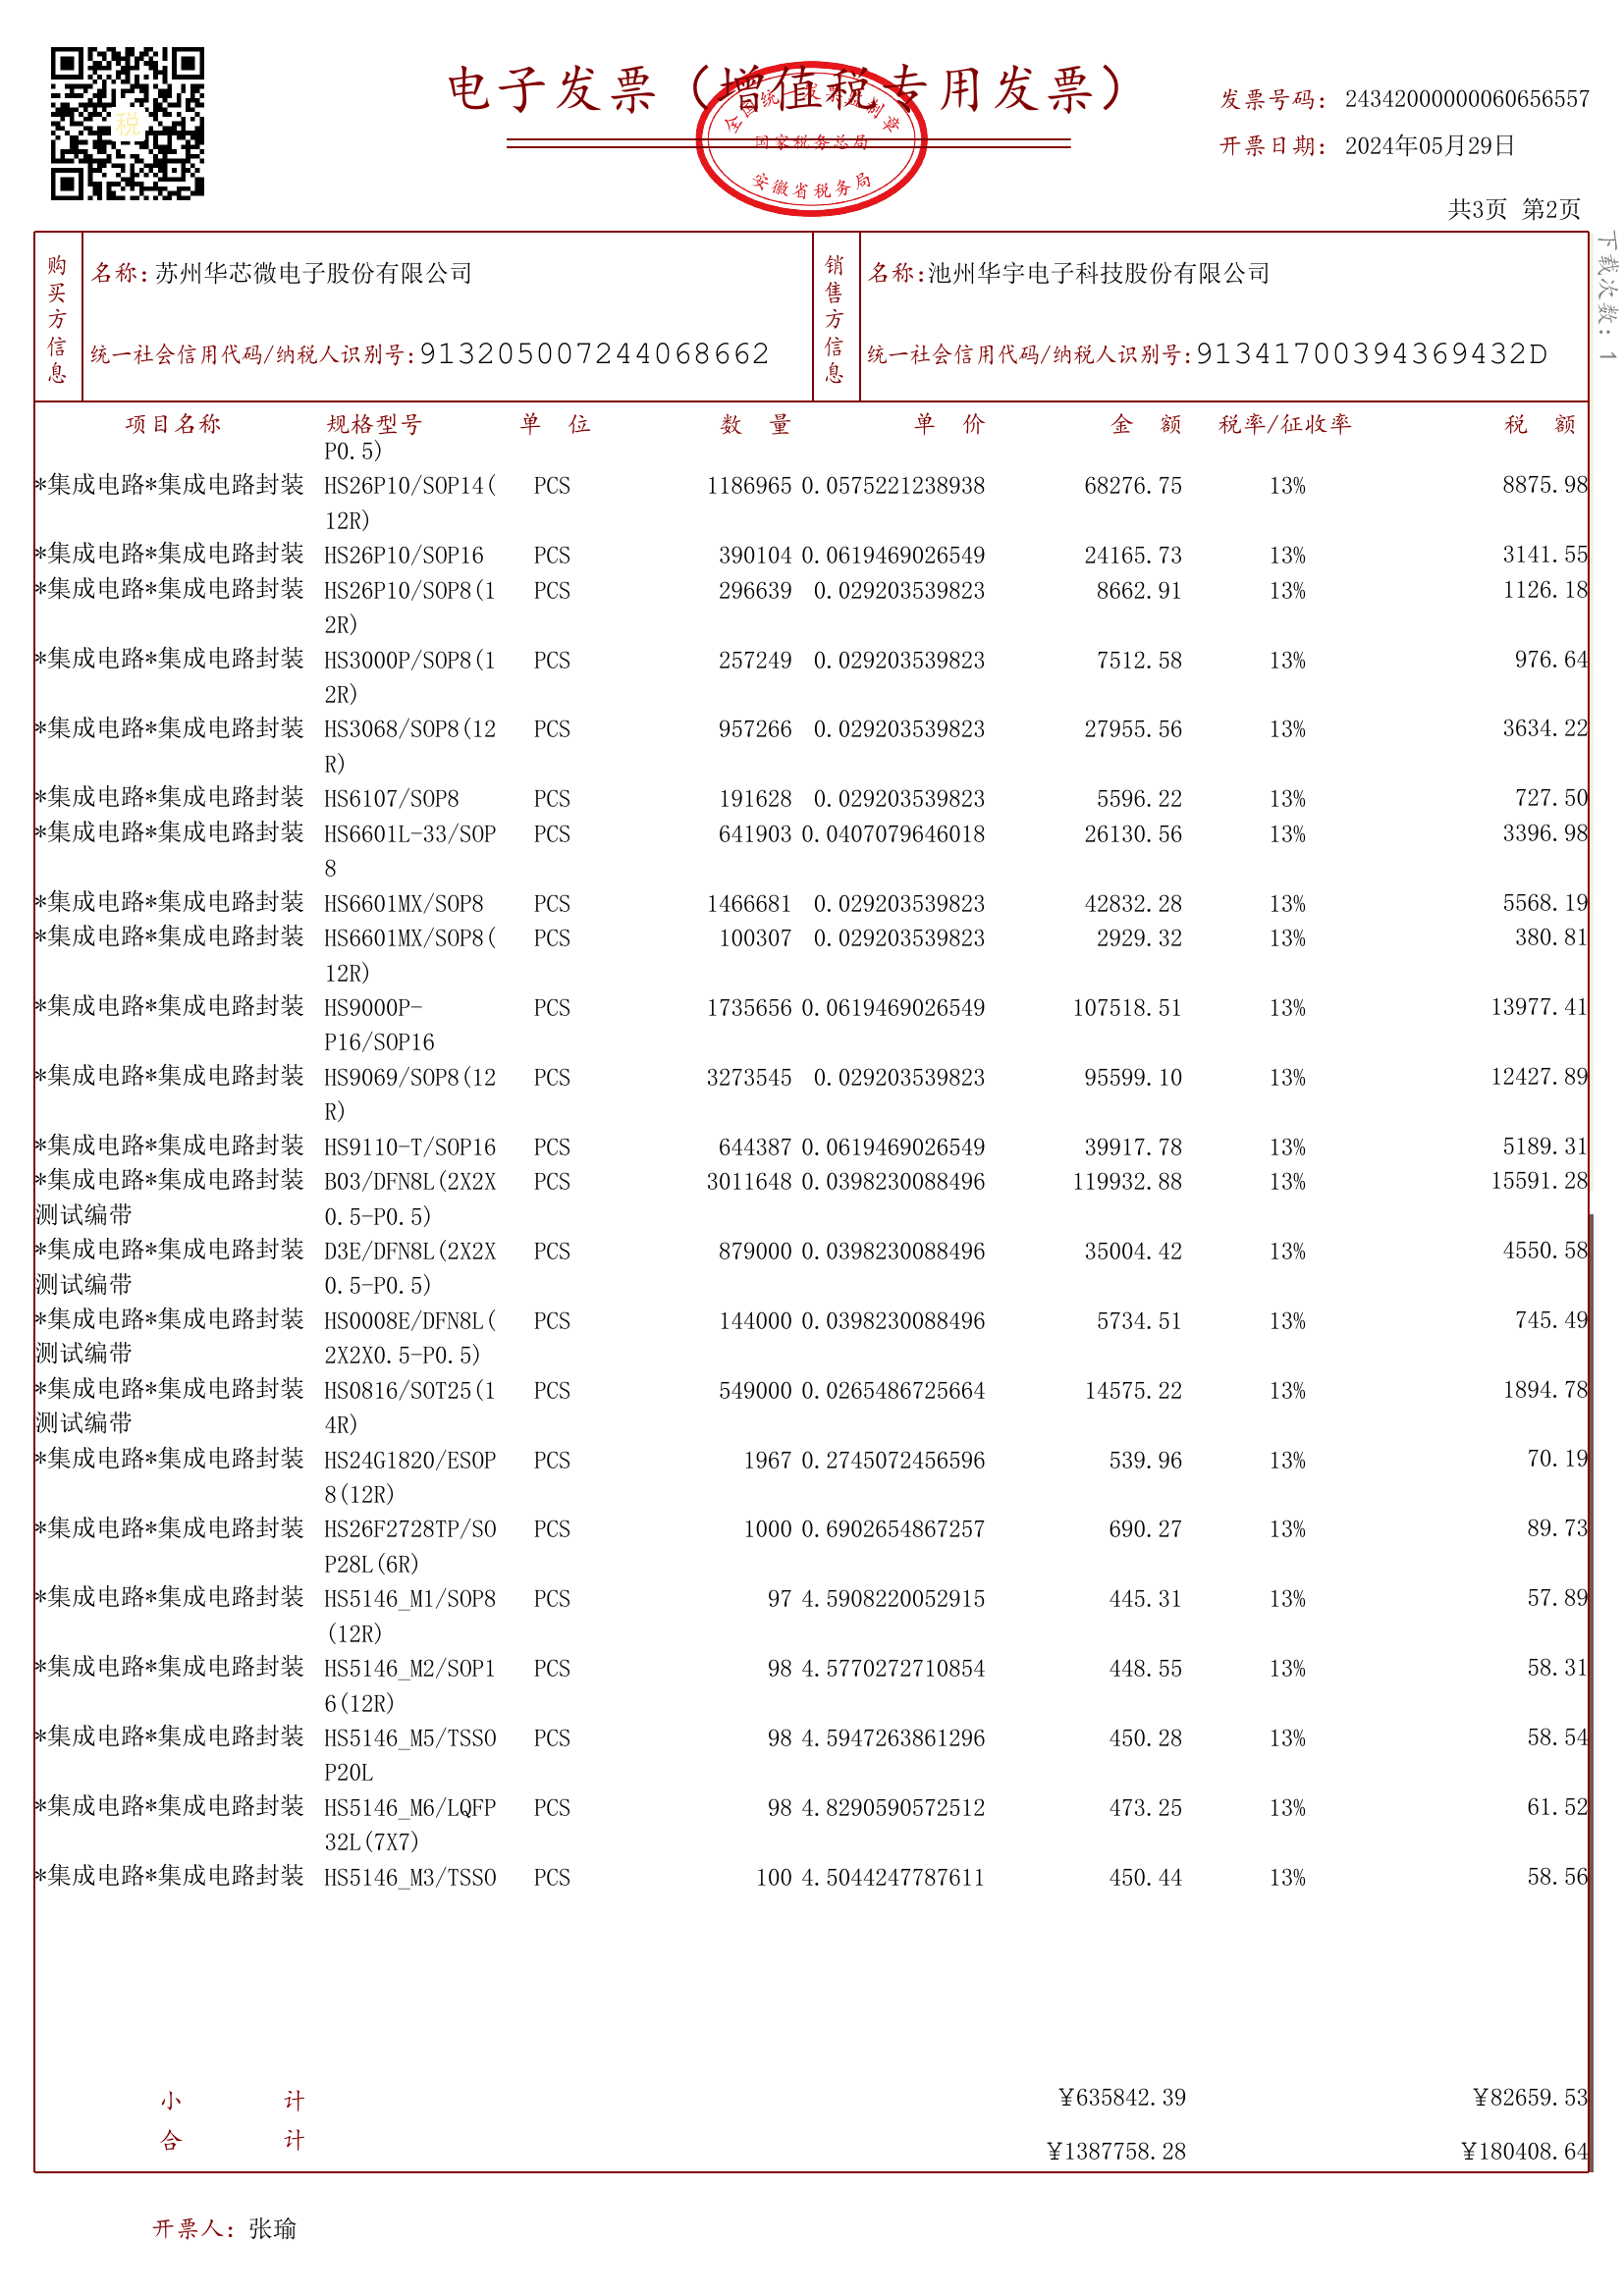 电子发票（增值税专用发票）
全国统一发票监制章
国家税务总局
安徽省税务局
税
发票号码：24342000000060656557
开票日期：2024年05月29日
共3页 第2页
下载次数：1
购买方信息
名称：苏州华芯微电子股份有限公司
统一社会信用代码/纳税人识别号：913205007244068662
销售方信息
名称：池州华宇电子科技股份有限公司
统一社会信用代码/纳税人识别号：91341700394369432D
项目名称 规格型号 单 位 数 量 单 价 金 额 税率/征收率 税 额
P0.5)
*集成电路*集成电路封装 HS26P10/SOP14( PCS 1186965 0.0575221238938 68276.75 13% 8875.98
12R)
*集成电路*集成电路封装 HS26P10/SOP16 PCS 390104 0.0619469026549 24165.73 13% 3141.55
*集成电路*集成电路封装 HS26P10/SOP8(1 PCS 296639 0.029203539823 8662.91 13% 1126.18
2R)
*集成电路*集成电路封装 HS3000P/SOP8(1 PCS 257249 0.029203539823 7512.58 13% 976.64
2R)
*集成电路*集成电路封装 HS3068/SOP8(12 PCS 957266 0.029203539823 27955.56 13% 3634.22
R)
*集成电路*集成电路封装 HS6107/SOP8 PCS 191628 0.029203539823 5596.22 13% 727.50
*集成电路*集成电路封装 HS6601L-33/SOP PCS 641903 0.0407079646018 26130.56 13% 3396.98
8
*集成电路*集成电路封装 HS6601MX/SOP8 PCS 1466681 0.029203539823 42832.28 13% 5568.19
*集成电路*集成电路封装 HS6601MX/SOP8( PCS 100307 0.029203539823 2929.32 13% 380.81
12R)
*集成电路*集成电路封装 HS9000P- PCS 1735656 0.0619469026549 107518.51 13% 13977.41
P16/SOP16
*集成电路*集成电路封装 HS9069/SOP8(12 PCS 3273545 0.029203539823 95599.10 13% 12427.89
R)
*集成电路*集成电路封装 HS9110-T/SOP16 PCS 644387 0.0619469026549 39917.78 13% 5189.31
*集成电路*集成电路封装 B03/DFN8L(2X2X PCS 3011648 0.0398230088496 119932.88 13% 15591.28
测试编带 0.5-P0.5)
*集成电路*集成电路封装 D3E/DFN8L(2X2X PCS 879000 0.0398230088496 35004.42 13% 4550.58
测试编带 0.5-P0.5)
*集成电路*集成电路封装 HS0008E/DFN8L( PCS 144000 0.0398230088496 5734.51 13% 745.49
测试编带 2X2X0.5-P0.5)
*集成电路*集成电路封装 HS0816/SOT25(1 PCS 549000 0.0265486725664 14575.22 13% 1894.78
测试编带 4R)
*集成电路*集成电路封装 HS24G1820/ESOP PCS 1967 0.2745072456596 539.96 13% 70.19
8(12R)
*集成电路*集成电路封装 HS26F2728TP/SO PCS 1000 0.6902654867257 690.27 13% 89.73
P28L(6R)
*集成电路*集成电路封装 HS5146_M1/SOP8 PCS 97 4.5908220052915 445.31 13% 57.89
(12R)
*集成电路*集成电路封装 HS5146_M2/SOP1 PCS 98 4.5770272710854 448.55 13% 58.31
6(12R)
*集成电路*集成电路封装 HS5146_M5/TSSO PCS 98 4.5947263861296 450.28 13% 58.54
P20L
*集成电路*集成电路封装 HS5146_M6/LQFP PCS 98 4.8290590572512 473.25 13% 61.52
32L(7X7)
*集成电路*集成电路封装 HS5146_M3/TSSO PCS 100 4.5044247787611 450.44 13% 58.56
小 计 ¥635842.39 ¥82659.53
合 计 ¥1387758.28 ¥180408.64
开票人：张瑜